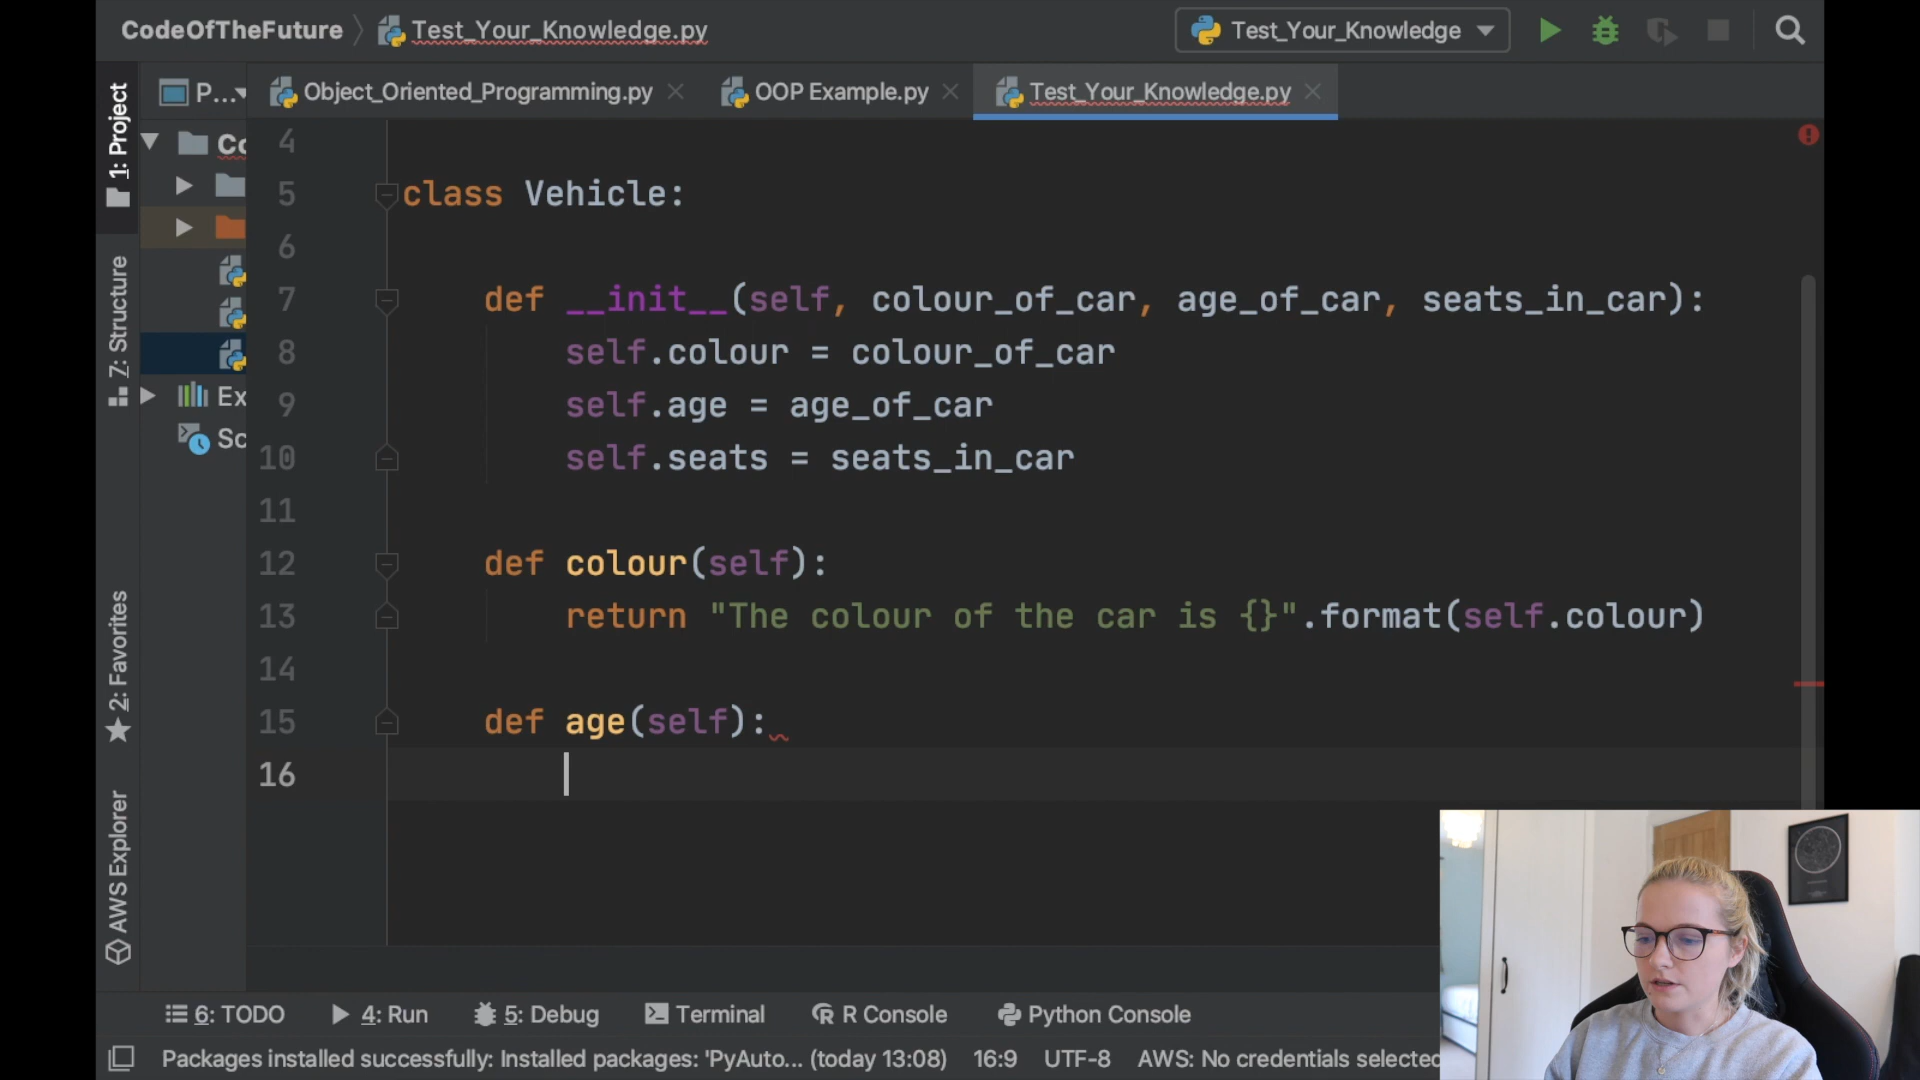 CodeOfTheFuture
Test_Your_Knowledge.py
Test_Your_Knowledge
P...
Object_Oriented_Programming.py
OOP Example.py
Test_Your_Knowledge.py
1: Project
Z: Structure
2: Favorites
AWS Explorer
Co
Ex
Sc
4
5 class Vehicle:
6
7 def __init__(self, colour_of_car, age_of_car, seats_in_car):
8 self.colour = colour_of_car
9 self.age = age_of_car
10 self.seats = seats_in_car
11
12 def colour(self):
13 return "The colour of the car is {}".format(self.colour)
14
15 def age(self):
16
6: TODO
4: Run
5: Debug
Terminal
R Console
Python Console
Packages installed successfully: Installed packages: 'PyAuto... (today 13:08)
16:9
UTF-8
AWS: No credentials selected